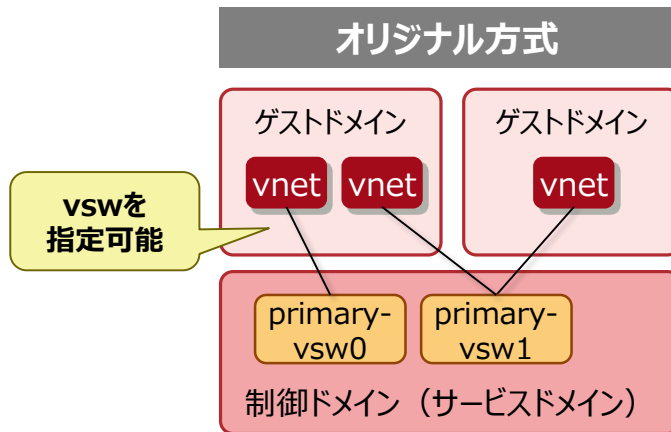 オリジナル方式
ゲストドメイン
ゲストドメイン
vnet
vnet
vnet
vswを
指定可能
primary-
vsw0
primary-
vsw1
制御ドメイン（サービスドメイン）